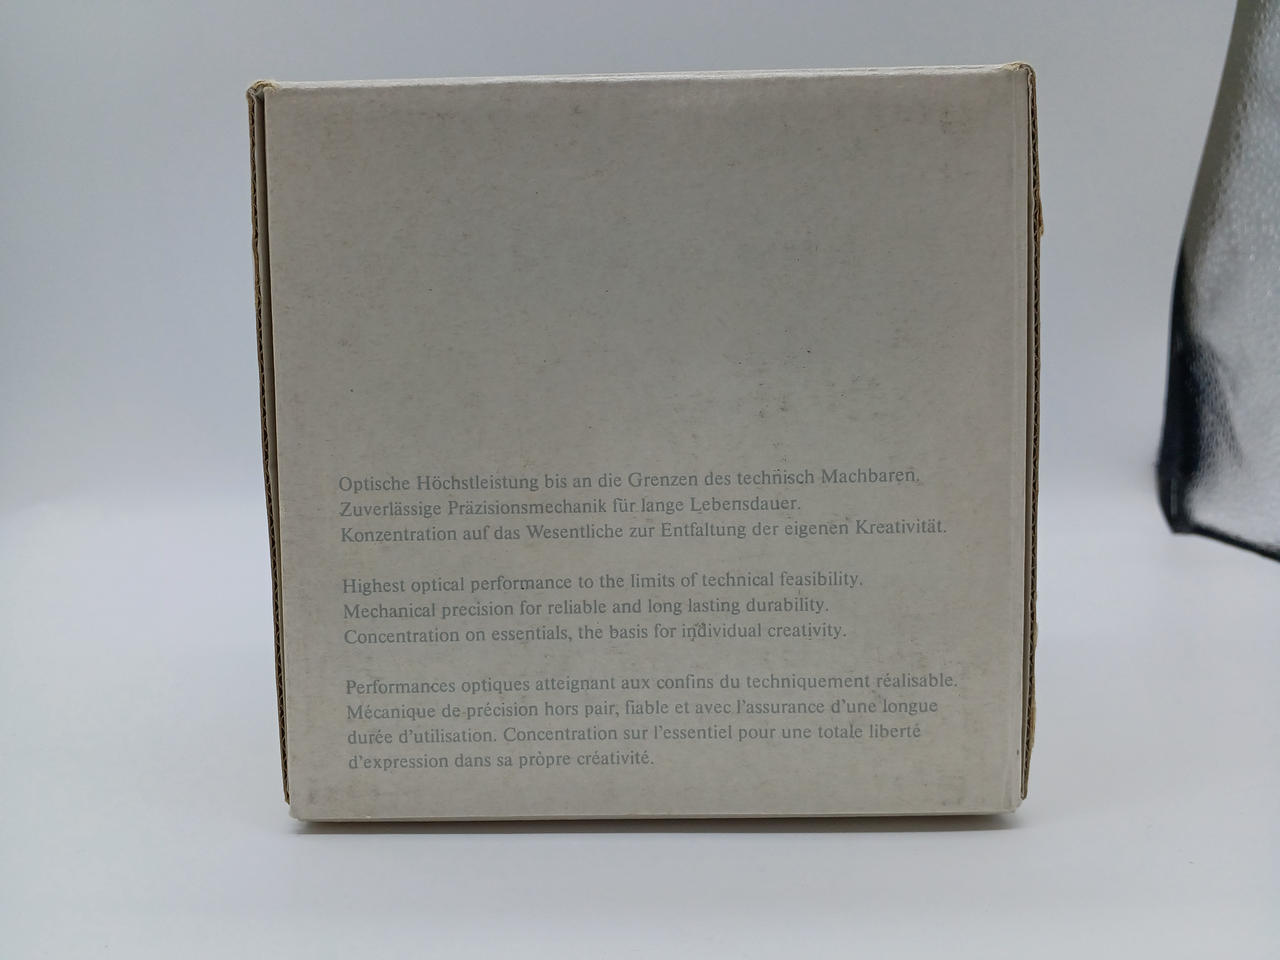 Optische Höchstleistung bis an die Grenzen des technisch Machbaren.
Zuverlässige Präzisionsmechanik für lange Lebensdauer.
Konzentration auf das Wesentliche zur Entfaltung der eigenen Kreativität.
Highest optical performance to the limits of technical feasibility.
Mechanical precision for reliable and long lasting durability.
Concentration on essentials, the basis for individual creativity.
Performances optiques atteignant aux confins du techniquement réalisable.
Mécanique de précision hors pair, fiable et avec l'assurance d'une longue
durée d'utilisation. Concentration sur l'essentiel pour une totale liberté
d'expression dans sa pròpre créativité.